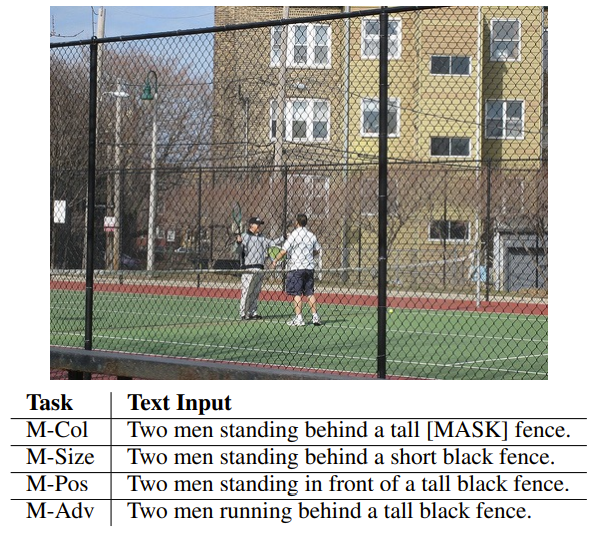 Task Text Input
M-Col Two men standing behind a tall [MASK] fence.
M-Size Two men standing behind a short black fence.
M-Pos Two men standing in front of a tall black fence.
M-Adv Two men running behind a tall black fence.